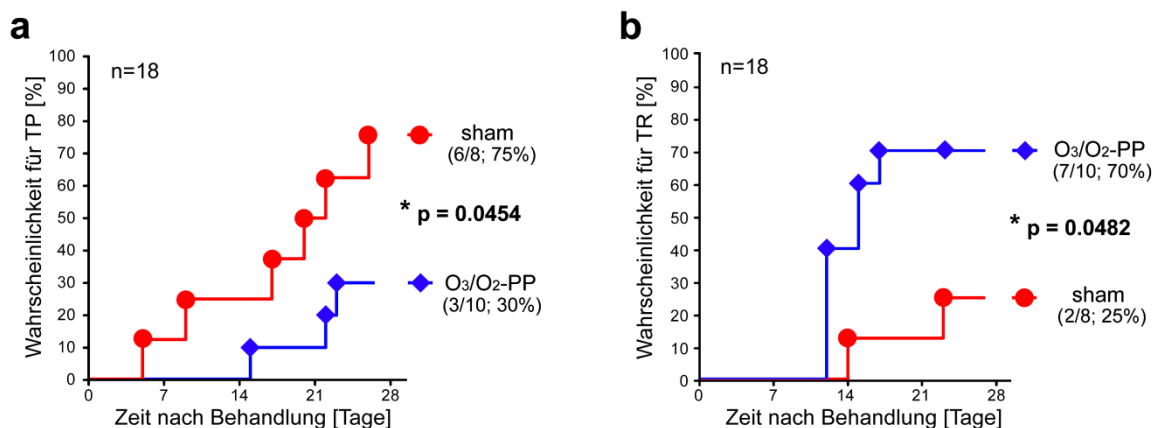 a
Wahrscheinlichkeit für TP [%]
100
90
80
70
60
50
40
30
20
10
0
n=18
sham
(6/8; 75%)
* p = 0.0454
O₃/O₂-PP
(3/10; 30%)
0 7 14 21 28
Zeit nach Behandlung [Tage]
b
Wahrscheinlichkeit für TR [%]
100
90
80
70
60
50
40
30
20
10
0
n=18
O₃/O₂-PP
(7/10; 70%)
* p = 0.0482
sham
(2/8; 25%)
0 7 14 21 28
Zeit nach Behandlung [Tage]